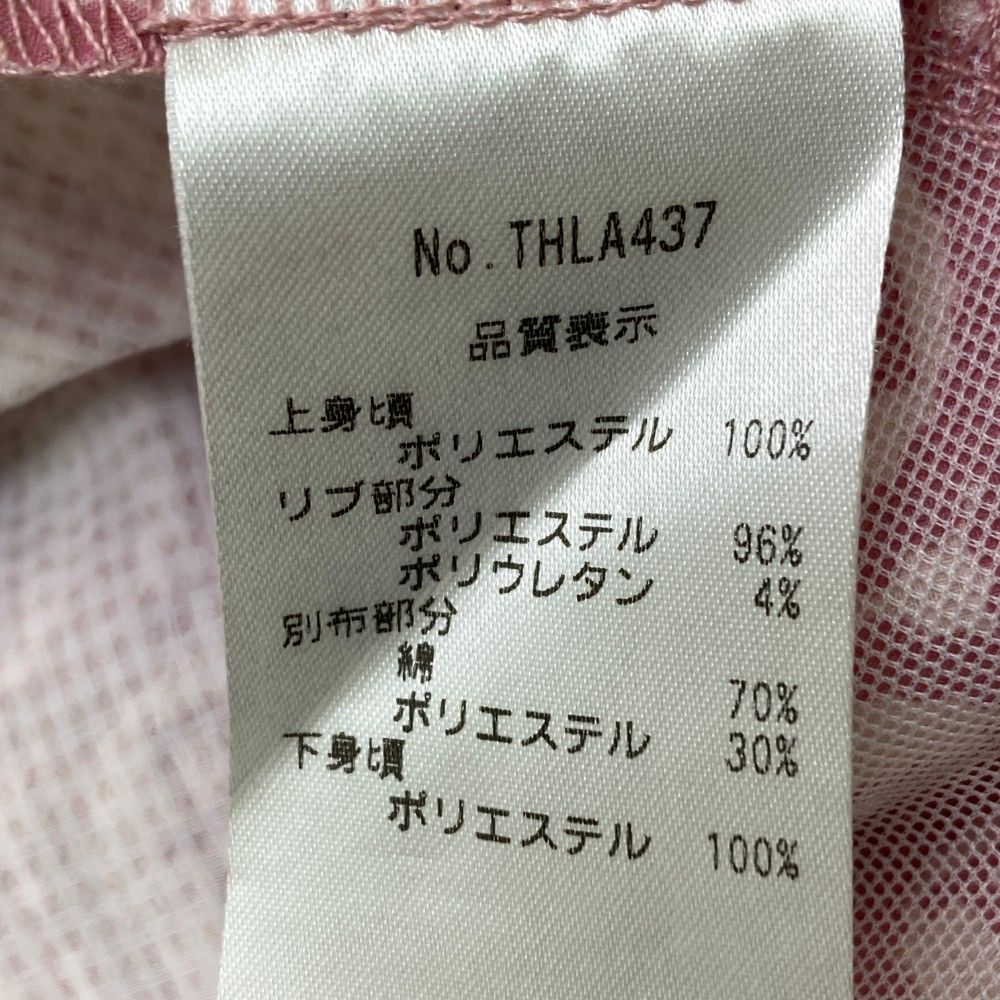 No.THLA437
品質表示
上身頃
ポリエステル 100%
リブ部分
ポリエステル 96%
ポリウレタン 4%
別布部分
綿 70%
ポリエステル 30%
下身頃
ポリエステル 100%